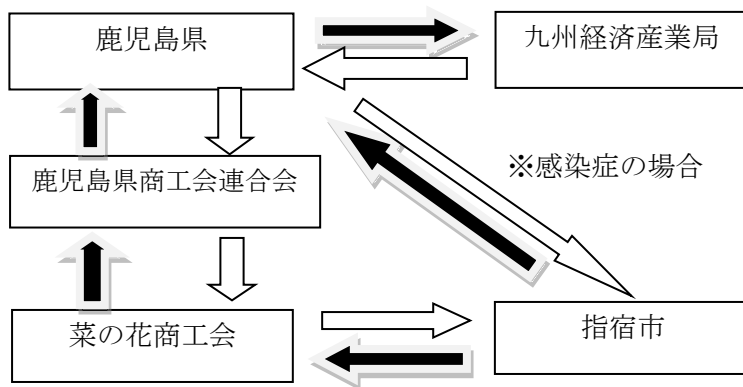 鹿児島県
九州経済産業局
鹿児島県商工会連合会
※感染症の場合
菜の花商工会
指宿市